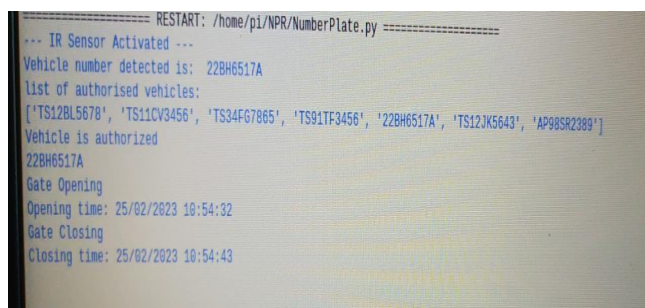 ==================== RESTART: /home/pi/NPR/NumberPlate.py ====================
--- IR Sensor Activated ---
Vehicle number detected is:  22BH6517A
list of authorised vehicles:
['TS12BL5678', 'TS11CV3456', 'TS34FG7865', 'TS91TF3456', '22BH6517A', 'TS12JK5643', 'AP98SR2389']
Vehicle is authorized
22BH6517A
Gate Opening
Opening time: 25/02/2023 10:54:32
Gate Closing
Closing time: 25/02/2023 10:54:43